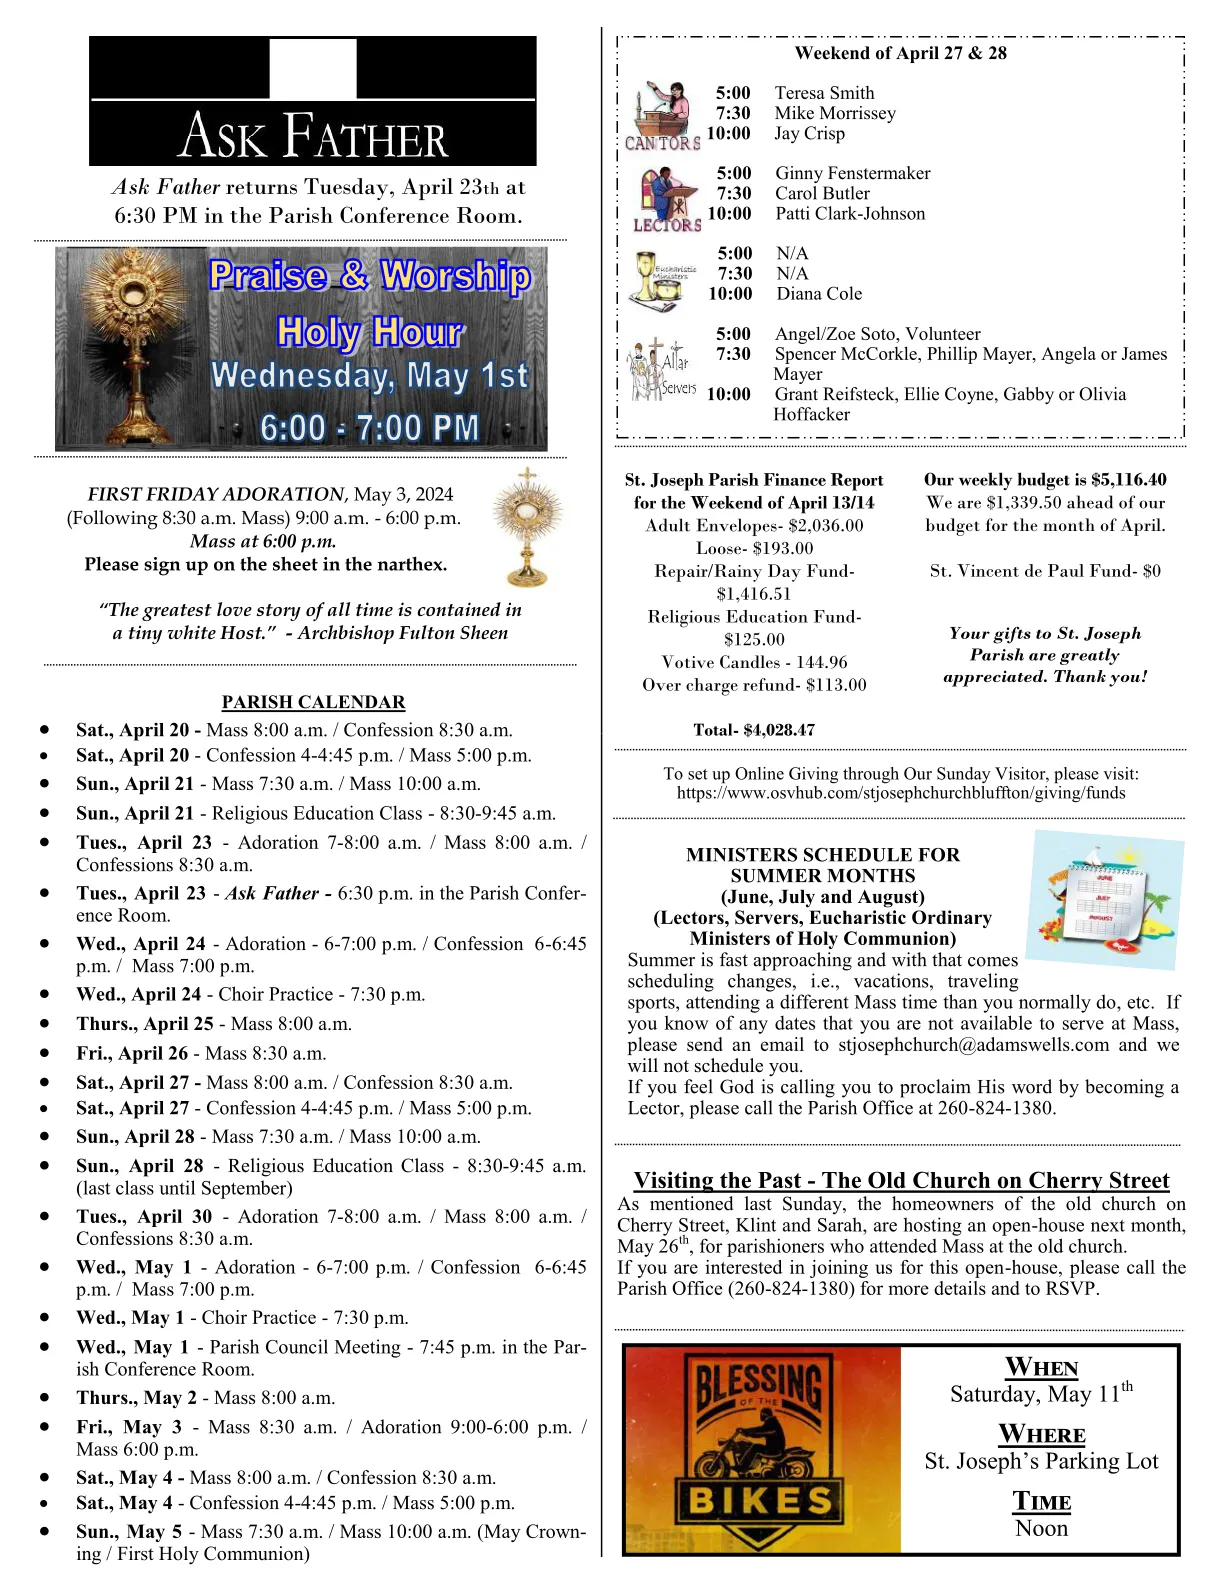 ASK FATHER
Ask Father returns Tuesday, April 23th at
6:30 PM in the Parish Conference Room.
Praise & Worship
Holy Hour
Wednesday, May 1st
6:00 - 7:00 PM
FIRST FRIDAY ADORATION, May 3, 2024
(Following 8:30 a.m. Mass) 9:00 a.m. - 6:00 p.m.
Mass at 6:00 p.m.
Please sign up on the sheet in the narthex.
“The greatest love story of all time is contained in
a tiny white Host.” - Archbishop Fulton Sheen
PARISH CALENDAR
• Sat., April 20 - Mass 8:00 a.m. / Confession 8:30 a.m.
• Sat., April 20 - Confession 4-4:45 p.m. / Mass 5:00 p.m.
• Sun., April 21 - Mass 7:30 a.m. / Mass 10:00 a.m.
• Sun., April 21 - Religious Education Class - 8:30-9:45 a.m.
• Tues., April 23 - Adoration 7-8:00 a.m. / Mass 8:00 a.m. /
Confessions 8:30 a.m.
• Tues., April 23 - Ask Father - 6:30 p.m. in the Parish Confer-
ence Room.
• Wed., April 24 - Adoration - 6-7:00 p.m. / Confession 6-6:45
p.m. / Mass 7:00 p.m.
• Wed., April 24 - Choir Practice - 7:30 p.m.
• Thurs., April 25 - Mass 8:00 a.m.
• Fri., April 26 - Mass 8:30 a.m.
• Sat., April 27 - Mass 8:00 a.m. / Confession 8:30 a.m.
• Sat., April 27 - Confession 4-4:45 p.m. / Mass 5:00 p.m.
• Sun., April 28 - Mass 7:30 a.m. / Mass 10:00 a.m.
• Sun., April 28 - Religious Education Class - 8:30-9:45 a.m.
(last class until September)
• Tues., April 30 - Adoration 7-8:00 a.m. / Mass 8:00 a.m. /
Confessions 8:30 a.m.
• Wed., May 1 - Adoration - 6-7:00 p.m. / Confession 6-6:45
p.m. / Mass 7:00 p.m.
• Wed., May 1 - Choir Practice - 7:30 p.m.
• Wed., May 1 - Parish Council Meeting - 7:45 p.m. in the Par-
ish Conference Room.
• Thurs., May 2 - Mass 8:00 a.m.
• Fri., May 3 - Mass 8:30 a.m. / Adoration 9:00-6:00 p.m. /
Mass 6:00 p.m.
• Sat., May 4 - Mass 8:00 a.m. / Confession 8:30 a.m.
• Sat., May 4 - Confession 4-4:45 p.m. / Mass 5:00 p.m.
• Sun., May 5 - Mass 7:30 a.m. / Mass 10:00 a.m. (May Crown-
ing / First Holy Communion)
Weekend of April 27 & 28
CANTORS
5:00 Teresa Smith
7:30 Mike Morrissey
10:00 Jay Crisp
LECTORS
5:00 Ginny Fenstermaker
7:30 Carol Butler
10:00 Patti Clark-Johnson
Eucharistic
Ministers
5:00 N/A
7:30 N/A
10:00 Diana Cole
Altar
Servers
5:00 Angel/Zoe Soto, Volunteer
7:30 Spencer McCorkle, Phillip Mayer, Angela or James
Mayer
10:00 Grant Reifsteck, Ellie Coyne, Gabby or Olivia
Hoffacker
St. Joseph Parish Finance Report
for the Weekend of April 13/14
Adult Envelopes- $2,036.00
Loose- $193.00
Repair/Rainy Day Fund-
$1,416.51
Religious Education Fund-
$125.00
Votive Candles - 144.96
Over charge refund- $113.00
Total- $4,028.47
Our weekly budget is $5,116.40
We are $1,339.50 ahead of our
budget for the month of April.
St. Vincent de Paul Fund- $0
Your gifts to St. Joseph
Parish are greatly
appreciated. Thank you!
To set up Online Giving through Our Sunday Visitor, please visit:
https://www.osvhub.com/stjosephchurchbluffton/giving/funds
MINISTERS SCHEDULE FOR
SUMMER MONTHS
(June, July and August)
(Lectors, Servers, Eucharistic Ordinary
Ministers of Holy Communion)
JUNE
JULY
AUGUST
Summer is fast approaching and with that comes
scheduling changes, i.e., vacations, traveling
sports, attending a different Mass time than you normally do, etc. If
you know of any dates that you are not available to serve at Mass,
please send an email to stjosephchurch@adamswells.com and we
will not schedule you.
If you feel God is calling you to proclaim His word by becoming a
Lector, please call the Parish Office at 260-824-1380.
Visiting the Past - The Old Church on Cherry Street
As mentioned last Sunday, the homeowners of the old church on
Cherry Street, Klint and Sarah, are hosting an open-house next month,
May 26th, for parishioners who attended Mass at the old church.
If you are interested in joining us for this open-house, please call the
Parish Office (260-824-1380) for more details and to RSVP.
BLESSING
OF THE
BIKES
WHEN
Saturday, May 11th
WHERE
St. Joseph’s Parking Lot
TIME
Noon